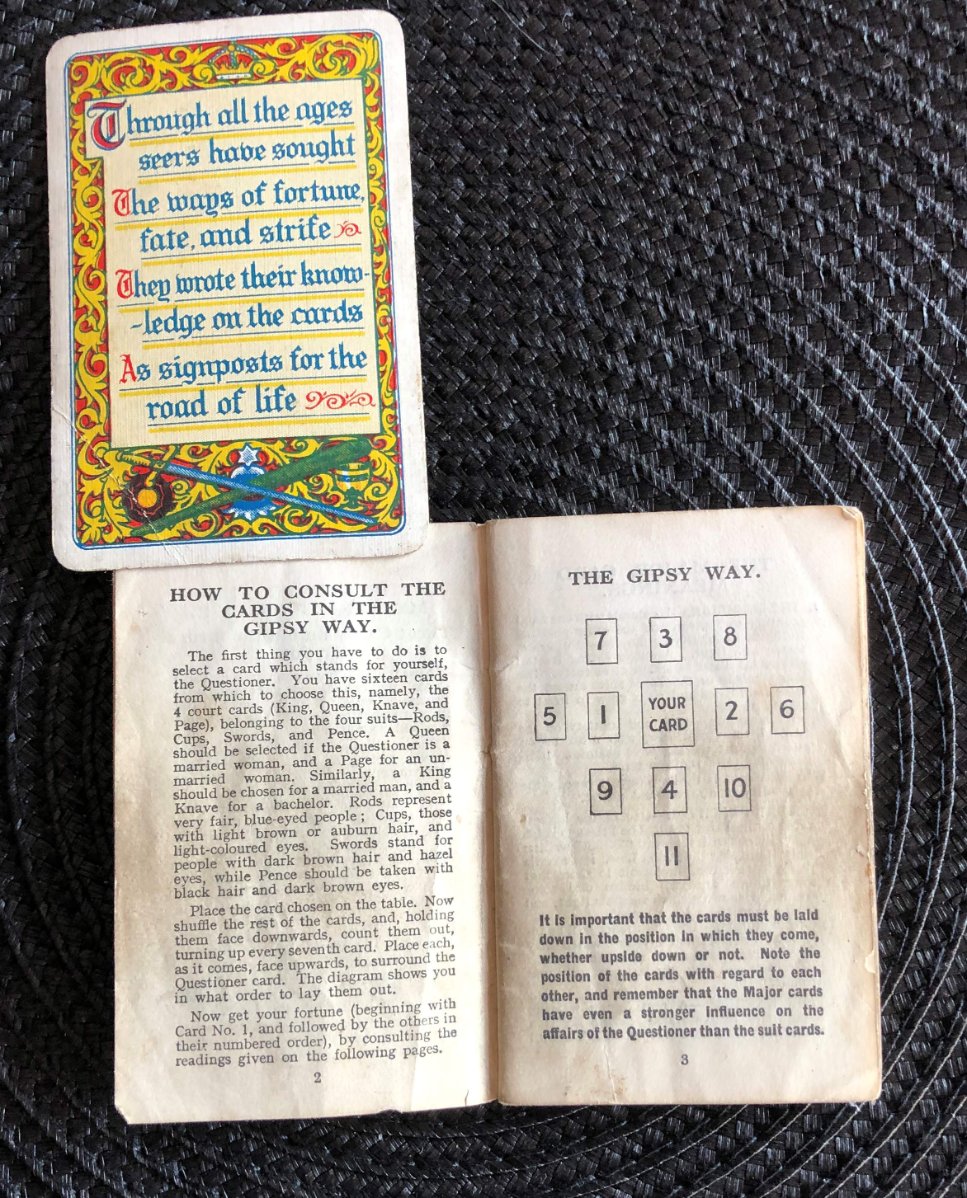 Through all the ages
seers have sought
The ways of fortune,
fate, and strife
They wrote their know-
-ledge on the cards
As signposts for the
road of life
HOW TO CONSULT THE
CARDS IN THE
GIPSY WAY.
The first thing you have to do is to
select a card which stands for yourself,
the Questioner. You have sixteen cards
from which to choose this, namely, the
4 court cards (King, Queen, Knave, and
Page), belonging to the four suits—Rods,
Cups, Swords, and Pence. A Queen
should be selected if the Questioner is a
married woman, and a Page for an un-
married woman. Similarly, a King
should be chosen for a married man, and a
Knave for a bachelor. Rods represent
very fair, blue-eyed people; Cups, those
with light brown or auburn hair, and
light-coloured eyes. Swords stand for
people with dark brown hair and hazel
eyes, while Pence should be taken with
black hair and dark brown eyes.
Place the card chosen on the table. Now
shuffle the rest of the cards, and, holding
them face downwards, count them out,
turning up every seventh card. Place each,
as it comes, face upwards, to surround the
Questioner card. The diagram shows you
in what order to lay them out.
Now get your fortune (beginning with
Card No. 1, and followed by the others in
their numbered order), by consulting the
readings given on the following pages.
2
THE GIPSY WAY.
7 3 8
5 1 YOUR CARD 2 6
9 4 10
11
It is important that the cards must be laid
down in the position in which they come,
whether upside down or not. Note the
position of the cards with regard to each
other, and remember that the Major cards
have even a stronger influence on the
affairs of the Questioner than the suit cards.
3